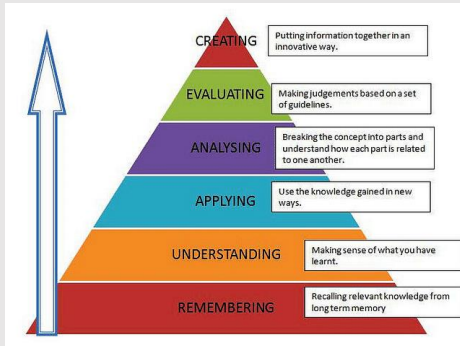 CREATING
Putting information together in an
innovative way.
EVALUATING
Making judgements based on a set
of guidelines.
ANALYSING
Breaking the concept into parts and
understand how each part is related
to one another.
APPLYING
Use the knowledge gained in new
ways.
UNDERSTANDING
Making sense of what you have
learnt.
REMEMBERING
Recalling relevant knowledge from
long term memory